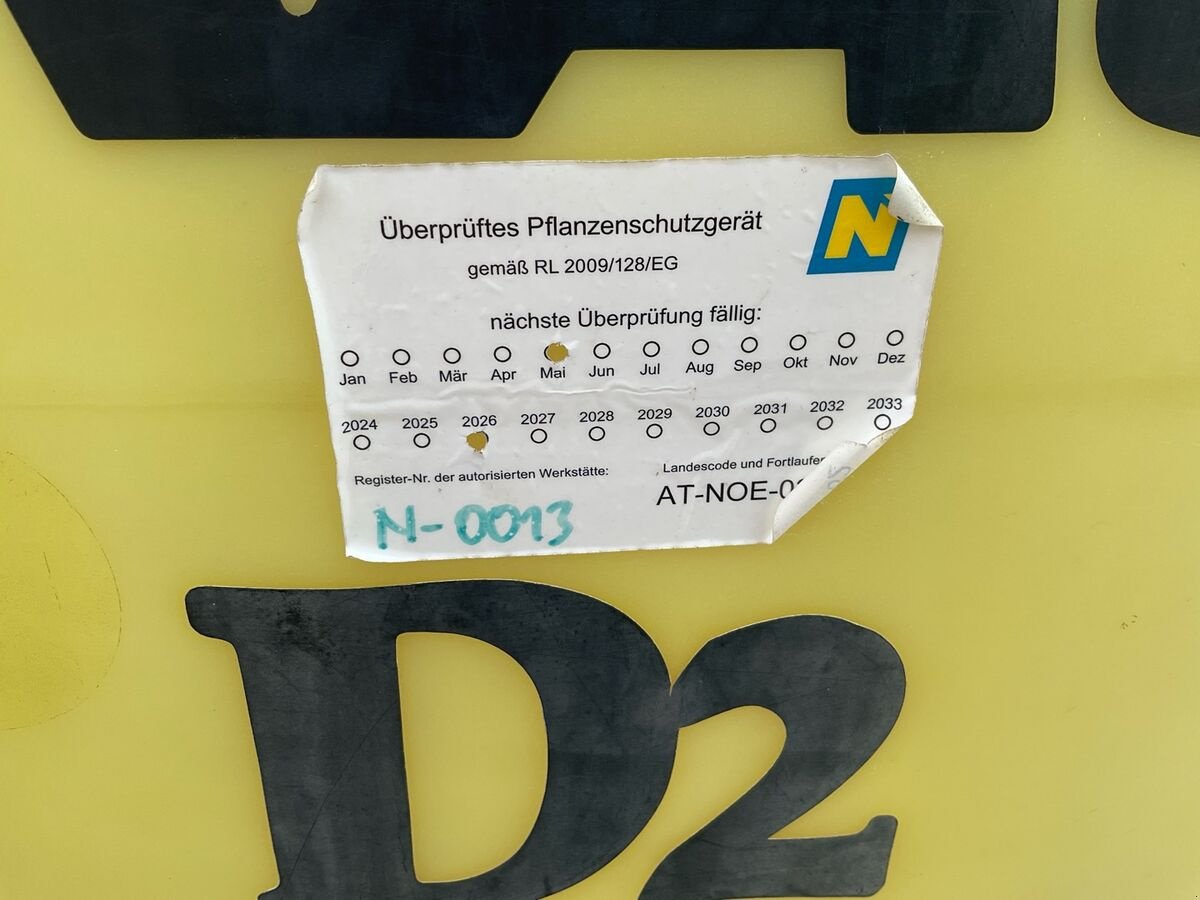 N
Überprüftes Pflanzenschutzgerät
gemäß RL 2009/128/EG
nächste Überprüfung fällig:
Jan Feb Mär Apr Mai Jun Jul Aug Sep Okt Nov Dez
2024 2025 2026 2027 2028 2029 2030 2031 2032 2033
Register-Nr. der autorisierten Werkstätte:
N-0013
Landescode und
D2